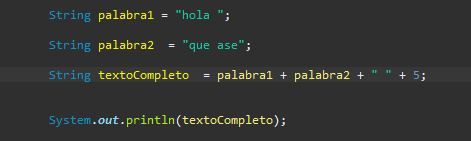 String palabra1 = "hola ";
String palabra2  = "que ase";
String textoCompleto  = palabra1 + palabra2 + " " + 5;
System.out.println(textoCompleto);